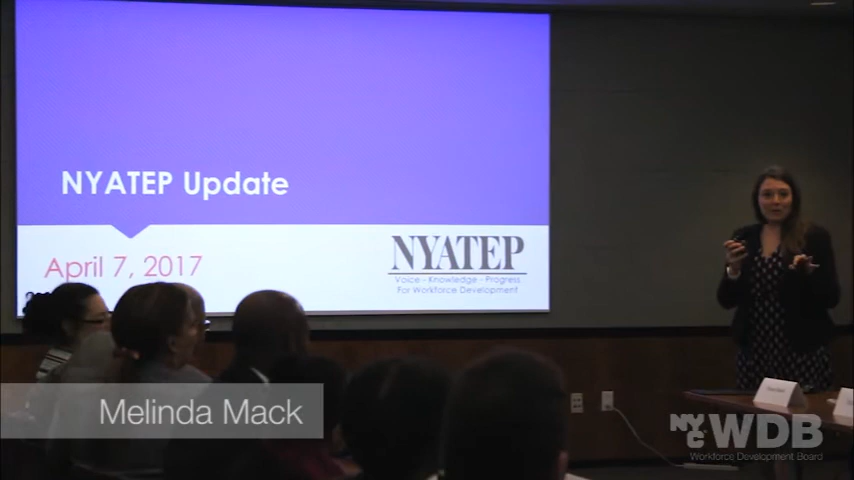 NYATEP Update
April 7, 2017
NYATEP
Voice - Knowledge - Progress
For Workforce Development
Melinda Mack
NYC WDB
Workforce Development Board